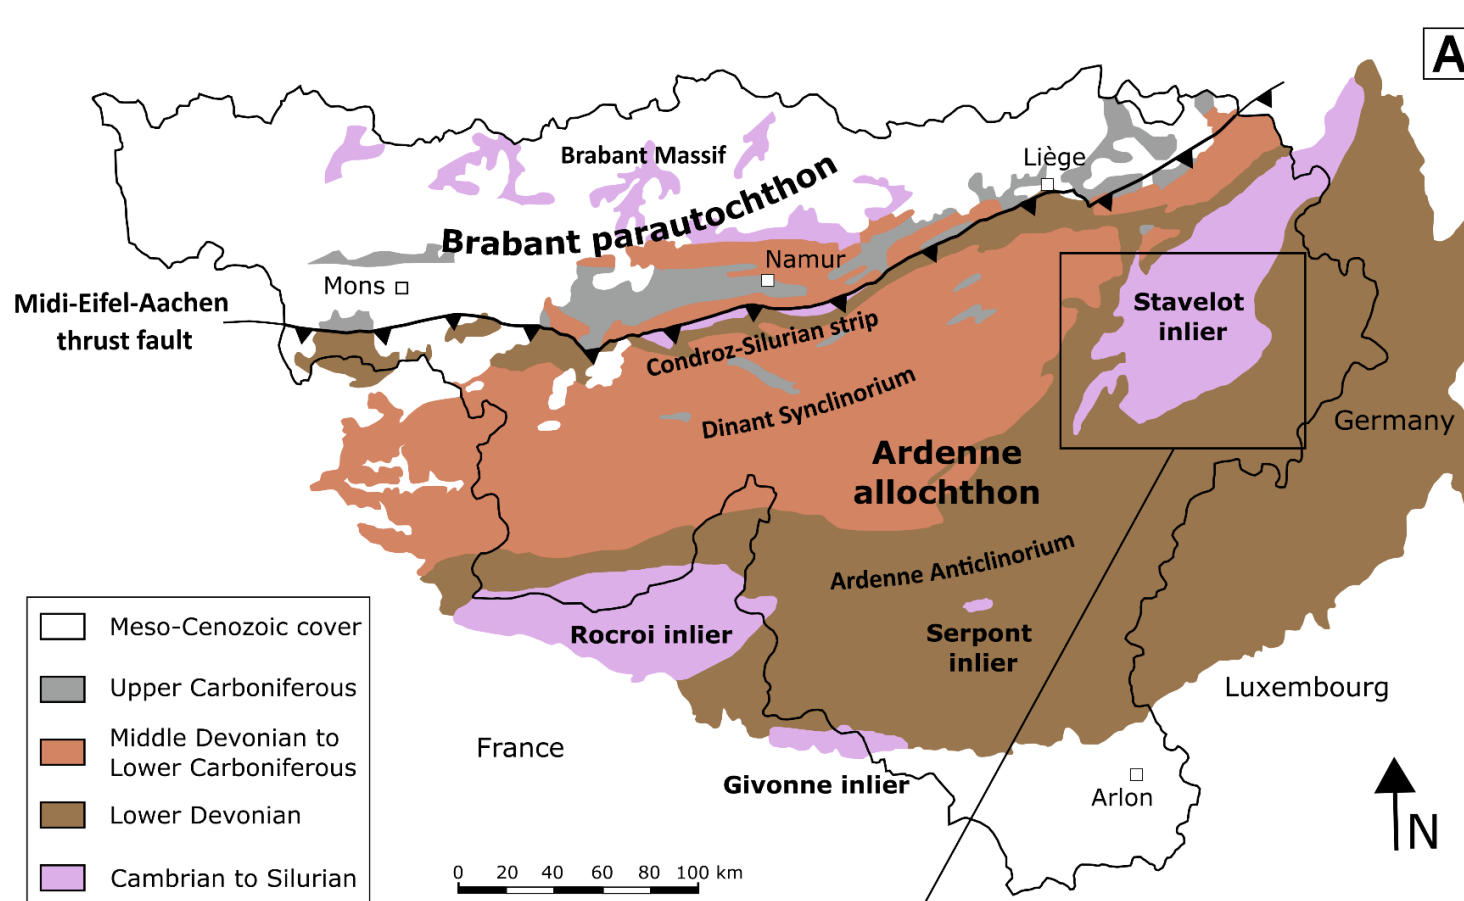 A
Brabant Massif
Liège
Brabant parautochthon
Namur
Mons
Midi-Eifel-Aachen
thrust fault
Stavelot
inlier
Condroz-Silurian strip
Dinant Synclinorium
Germany
Ardenne
allochthon
Ardenne Anticlinorium
Rocroi inlier
Serpont
inlier
Luxembourg
France
Givonne inlier
Arlon
N
Meso-Cenozoic cover
Upper Carboniferous
Middle Devonian to
Lower Carboniferous
Lower Devonian
Cambrian to Silurian
0 20 40 60 80 100 km